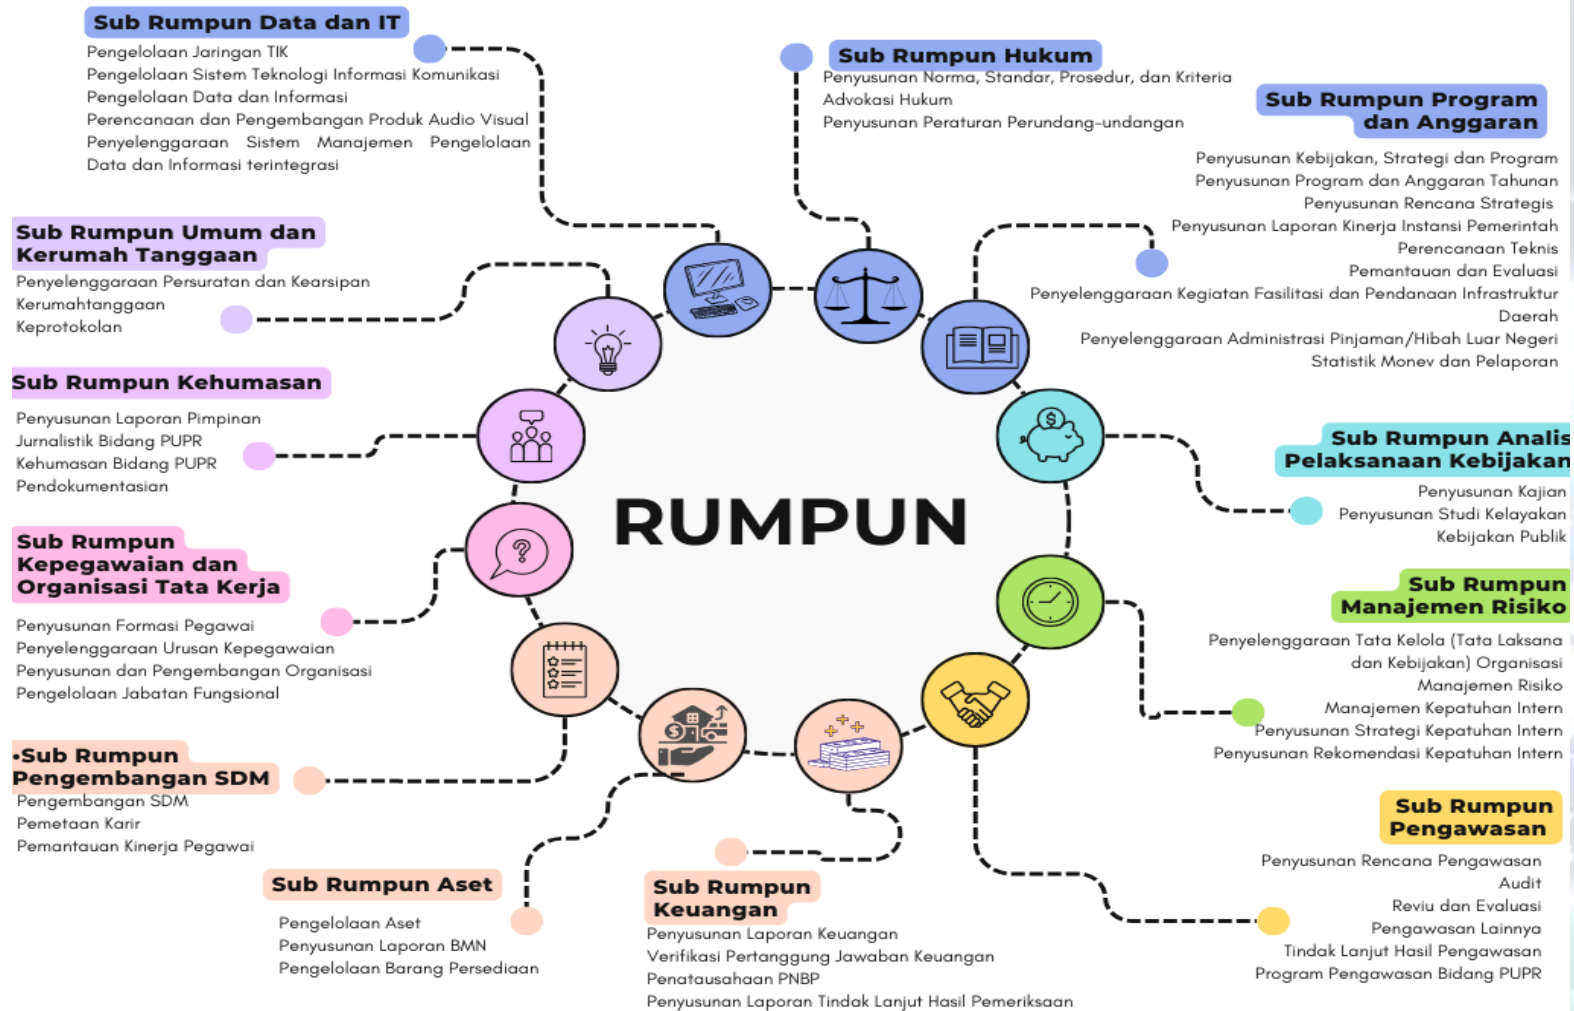 Sub Rumpun Data dan IT
Pengelolaan Jaringan TIK
Pengelolaan Sistem Teknologi Informasi Komunikasi
Pengelolaan Data dan Informasi
Perencanaan dan Pengembangan Produk Audio Visual
Penyelenggaraan Sistem Manajemen Pengelolaan
Data dan Informasi terintegrasi
Sub Rumpun Hukum
Penyusunan Norma, Standar, Prosedur, dan Kriteria
Advokasi Hukum
Penyusunan Peraturan Perundang-undangan
Sub Rumpun Program
dan Anggaran
Penyusunan Kebijakan, Strategi dan Program
Penyusunan Program dan Anggaran Tahunan
Penyusunan Rencana Strategis
Penyusunan Laporan Kinerja Instansi Pemerintah
Perencanaan Teknis
Pemantauan dan Evaluasi
Penyelenggaraan Kegiatan Fasilitasi dan Pendanaan Infrastruktur
Daerah
Penyelenggaraan Administrasi Pinjaman/Hibah Luar Negeri
Statistik Monev dan Pelaporan
Sub Rumpun Umum dan
Kerumah Tanggaan
Penyelenggaraan Persuratan dan Kearsipan
Kerumahtanggaan
Keprotokolan
Sub Rumpun Kehumasan
Penyusunan Laporan Pimpinan
Jurnalistik Bidang PUPR
Kehumasan Bidang PUPR
Pendokumentasian
Sub Rumpun Analis
Pelaksanaan Kebijakan
Penyusunan Kajian
Penyusunan Studi Kelayakan
Kebijakan Publik
RUMPUN
Sub Rumpun
Kepegawaian dan
Organisasi Tata Kerja
Penyusunan Formasi Pegawai
Penyelenggaraan Urusan Kepegawaian
Penyusunan dan Pengembangan Organisasi
Pengelolaan Jabatan Fungsional
Sub Rumpun
Manajemen Risiko
Penyelenggaraan Tata Kelola (Tata Laksana
dan Kebijakan) Organisasi
Manajemen Risiko
Manajemen Kepatuhan Intern
Penyusunan Strategi Kepatuhan Intern
Penyusunan Rekomendasi Kepatuhan Intern
•Sub Rumpun
Pengembangan SDM
Pengembangan SDM
Pemetaan Karir
Pemantauan Kinerja Pegawai
Sub Rumpun Aset
Pengelolaan Aset
Penyusunan Laporan BMN
Pengelolaan Barang Persediaan
Sub Rumpun
Keuangan
Penyusunan Laporan Keuangan
Verifikasi Pertanggung Jawaban Keuangan
Penatausahaan PNBP
Penyusunan Laporan Tindak Lanjut Hasil Pemeriksaan
Sub Rumpun
Pengawasan
Penyusunan Rencana Pengawasan
Audit
Reviu dan Evaluasi
Pengawasan Lainnya
Tindak Lanjut Hasil Pengawasan
Program Pengawasan Bidang PUPR